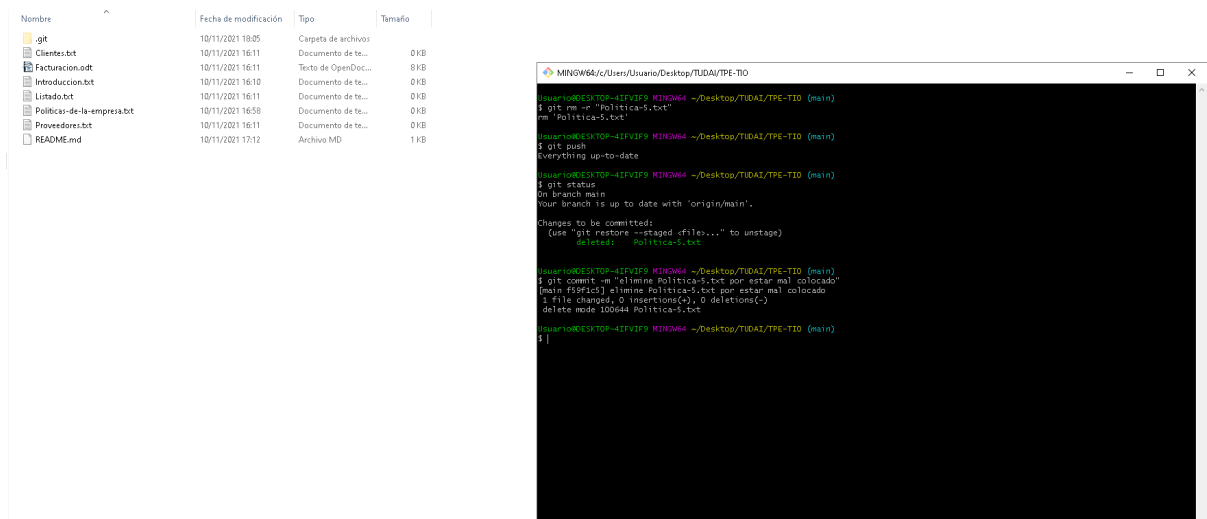 Nombre Fecha de modificación Tipo Tamaño
.git 10/11/2021 18:05 Carpeta de archivos
Clientes.txt 10/11/2021 16:11 Documento de te... 0 KB
Facturacion.odt 10/11/2021 16:11 Texto de OpenDoc... 8 KB
Introduccion.txt 10/11/2021 16:10 Documento de te... 0 KB
Listado.txt 10/11/2021 16:11 Documento de te... 0 KB
Politicas-de-la-empresa.txt 10/11/2021 16:58 Documento de te... 0 KB
Proveedores.txt 10/11/2021 16:11 Documento de te... 0 KB
README.md 10/11/2021 17:12 Archivo MD 1 KB
MINGW64:/c/Users/Usuario/Desktop/TUDAI/TPE-TIO
Usuario@DESKTOP-4IFVIF9 MINGW64 ~/Desktop/TUDAI/TPE-TIO (main)
$ git rm -r "Politica-5.txt"
rm 'Politica-5.txt'
Usuario@DESKTOP-4IFVIF9 MINGW64 ~/Desktop/TUDAI/TPE-TIO (main)
$ git push
Everything up-to-date
Usuario@DESKTOP-4IFVIF9 MINGW64 ~/Desktop/TUDAI/TPE-TIO (main)
$ git status
On branch main
Your branch is up to date with 'origin/main'.
Changes to be committed:
(use "git restore --staged <file>..." to unstage)
deleted: Politica-5.txt
Usuario@DESKTOP-4IFVIF9 MINGW64 ~/Desktop/TUDAI/TPE-TIO (main)
$ git commit -m "elimine Politica-5.txt por estar mal colocado"
[main f59f1c5] elimine Politica-5.txt por estar mal colocado
1 file changed, 0 insertions(+), 0 deletions(-)
delete mode 100644 Politica-5.txt
Usuario@DESKTOP-4IFVIF9 MINGW64 ~/Desktop/TUDAI/TPE-TIO (main)
$